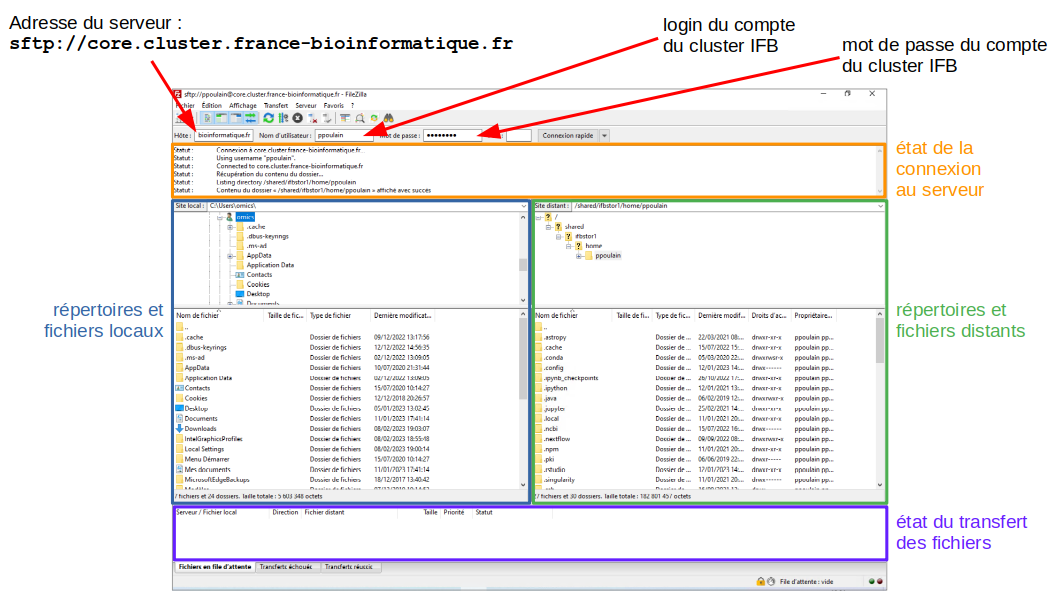 Adresse du serveur :
sftp://core.cluster.france-bioinformatique.fr
login du compte
du cluster IFB
mot de passe du compte
du cluster IFB
sftp://ppoulain@core.cluster.france-bioinformatique.fr - FileZilla
Fichier Édition Affichage Transfert Serveur Favoris ?
Hôte : bioinformatique.fr Nom d'utilisateur : ppoulain Mot de passe : ●●●●●●●● Connexion rapide
Statut : Connexion à core.cluster.france-bioinformatique.fr...
Statut : Using username "ppoulain".
Statut : Connected to core.cluster.france-bioinformatique.fr
Statut : Récupération du contenu du dossier...
Statut : Listing directory /shared/ifbstor1/home/ppoulain
Statut : Contenu du dossier « /shared/ifbstor1/home/ppoulain » affiché avec succès
état de la
connexion
au serveur
Site local : C:\Users\omics\
omics
.cache
.dbus-keyrings
.ms-ad
AppData
Application Data
Contacts
Cookies
Desktop
Documents
Site distant : /shared/ifbstor1/home/ppoulain
/
shared
ifbstor1
home
ppoulain
répertoires et
fichiers locaux
Nom de fichier Taille de fic... Type de fichier Dernière modificat...
..
.cache Dossier de fichiers 09/12/2022 13:17:56
.dbus-keyrings Dossier de fichiers 12/12/2022 14:56:35
.ms-ad Dossier de fichiers 02/12/2022 13:09:05
AppData Dossier de fichiers 10/07/2020 21:31:44
Application Data Dossier de fichiers 02/12/2022 13:09:05
Contacts Dossier de fichiers 15/07/2020 10:14:27
Cookies Dossier de fichiers 12/12/2018 20:26:57
Desktop Dossier de fichiers 05/01/2023 13:02:45
Documents Dossier de fichiers 11/01/2023 17:41:14
Downloads Dossier de fichiers 08/02/2023 19:03:07
IntelGraphicsProfiles Dossier de fichiers 08/02/2023 18:55:48
Local Settings Dossier de fichiers 08/02/2023 19:00:14
Menu Démarrer Dossier de fichiers 15/07/2020 10:14:27
Mes documents Dossier de fichiers 11/01/2023 17:41:14
MicrosoftEdgeBackups Dossier de fichiers 18/12/2017 13:40:42
7 fichiers et 24 dossiers. Taille totale : 5 603 348 octets
Nom de fichier Taille de fi... Type de fic... Dernière modif... Droits d'ac... Propriétaire...
..
.astropy Dossier de ... 22/03/2021 08:... drwxr-xr-x ppoulain pp...
.cache Dossier de ... 15/07/2022 15:... drwxr-xr-x ppoulain pp...
.conda Dossier de ... 05/03/2020 22:... drwxrwsr-x ppoulain pp...
.config Dossier de ... 12/01/2023 14:... drwx------ ppoulain pp...
.ipynb_checkpoints Dossier de ... 26/10/2022 17:... drwxr-xr-x ppoulain pp...
.ipython Dossier de ... 12/01/2021 13:... drwxr-xr-x ppoulain pp...
.java Dossier de ... 06/02/2019 12:... drwxrwxr-x ppoulain pp...
.jupyter Dossier de ... 25/02/2021 14:... drwxr-xr-x ppoulain pp...
.local Dossier de ... 11/01/2021 20:... drwxr-xr-x ppoulain pp...
.ncbi Dossier de ... 15/07/2022 16:... drwx------ ppoulain pp...
.nextflow Dossier de ... 09/09/2022 08:... drwxrwxr-x ppoulain pp...
.npm Dossier de ... 11/01/2021 20:... drwxr-xr-x ppoulain pp...
.pki Dossier de ... 06/06/2019 22:... drwxr----- ppoulain pp...
.rstudio Dossier de ... 17/01/2023 14:... drwxr-xr-x ppoulain pp...
.singularity Dossier de ... 11/01/2021 20:... drwx------ ppoulain pp...
27 fichiers et 30 dossiers. Taille totale : 182 801 457 octets
répertoires et
fichiers distants
Serveur / Fichier local Direction Fichier distant Taille Priorité Statut
état du transfert
des fichiers
Fichiers en file d'attente Transferts échoués Transferts réussis
File d'attente : vide